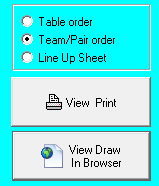 Table order
Team/Pair order
Line Up Sheet
View Print
View Draw
In Browser